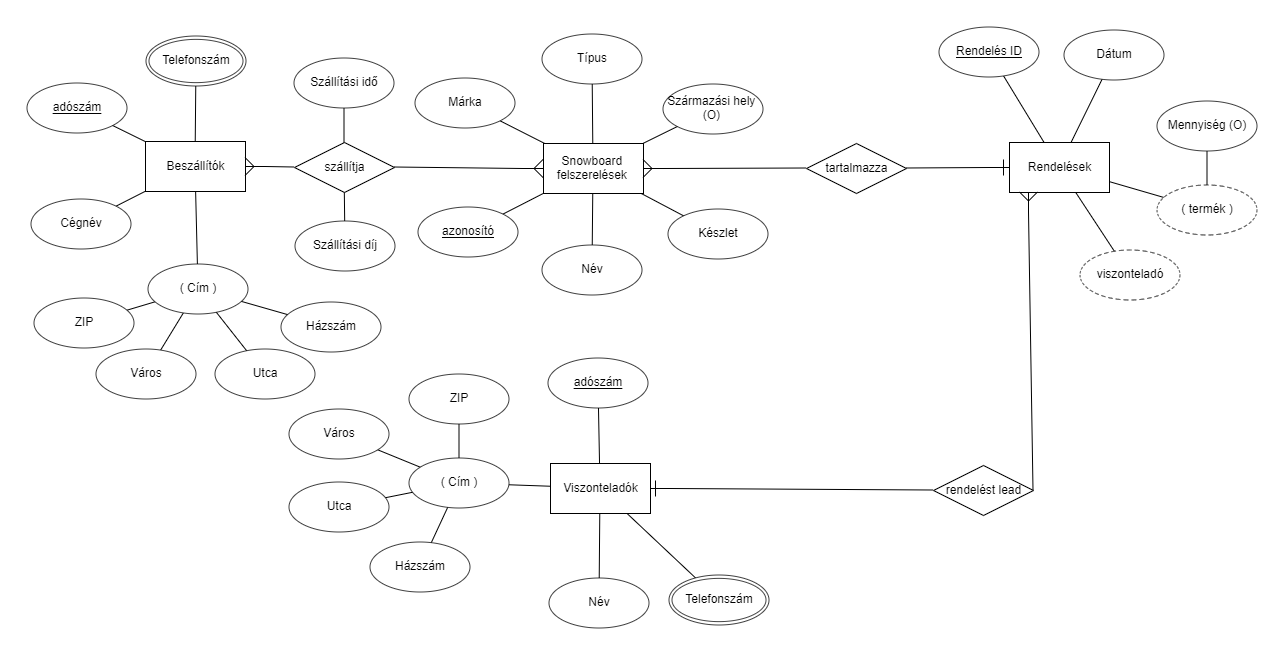 Telefonszám
adószám
Beszállítók
Cégnév
( Cím )
ZIP
Város
Utca
Házszám
Szállítási idő
szállítja
Szállítási díj
Típus
Márka
Származási hely
(O)
Snowboard
felszerelések
azonosító
Név
Készlet
tartalmazza
Rendelés ID
Dátum
Mennyiség (O)
Rendelések
( termék )
viszonteladó
adószám
ZIP
Város
( Cím )
Utca
Házszám
Viszonteladók
rendelést lead
Név
Telefonszám